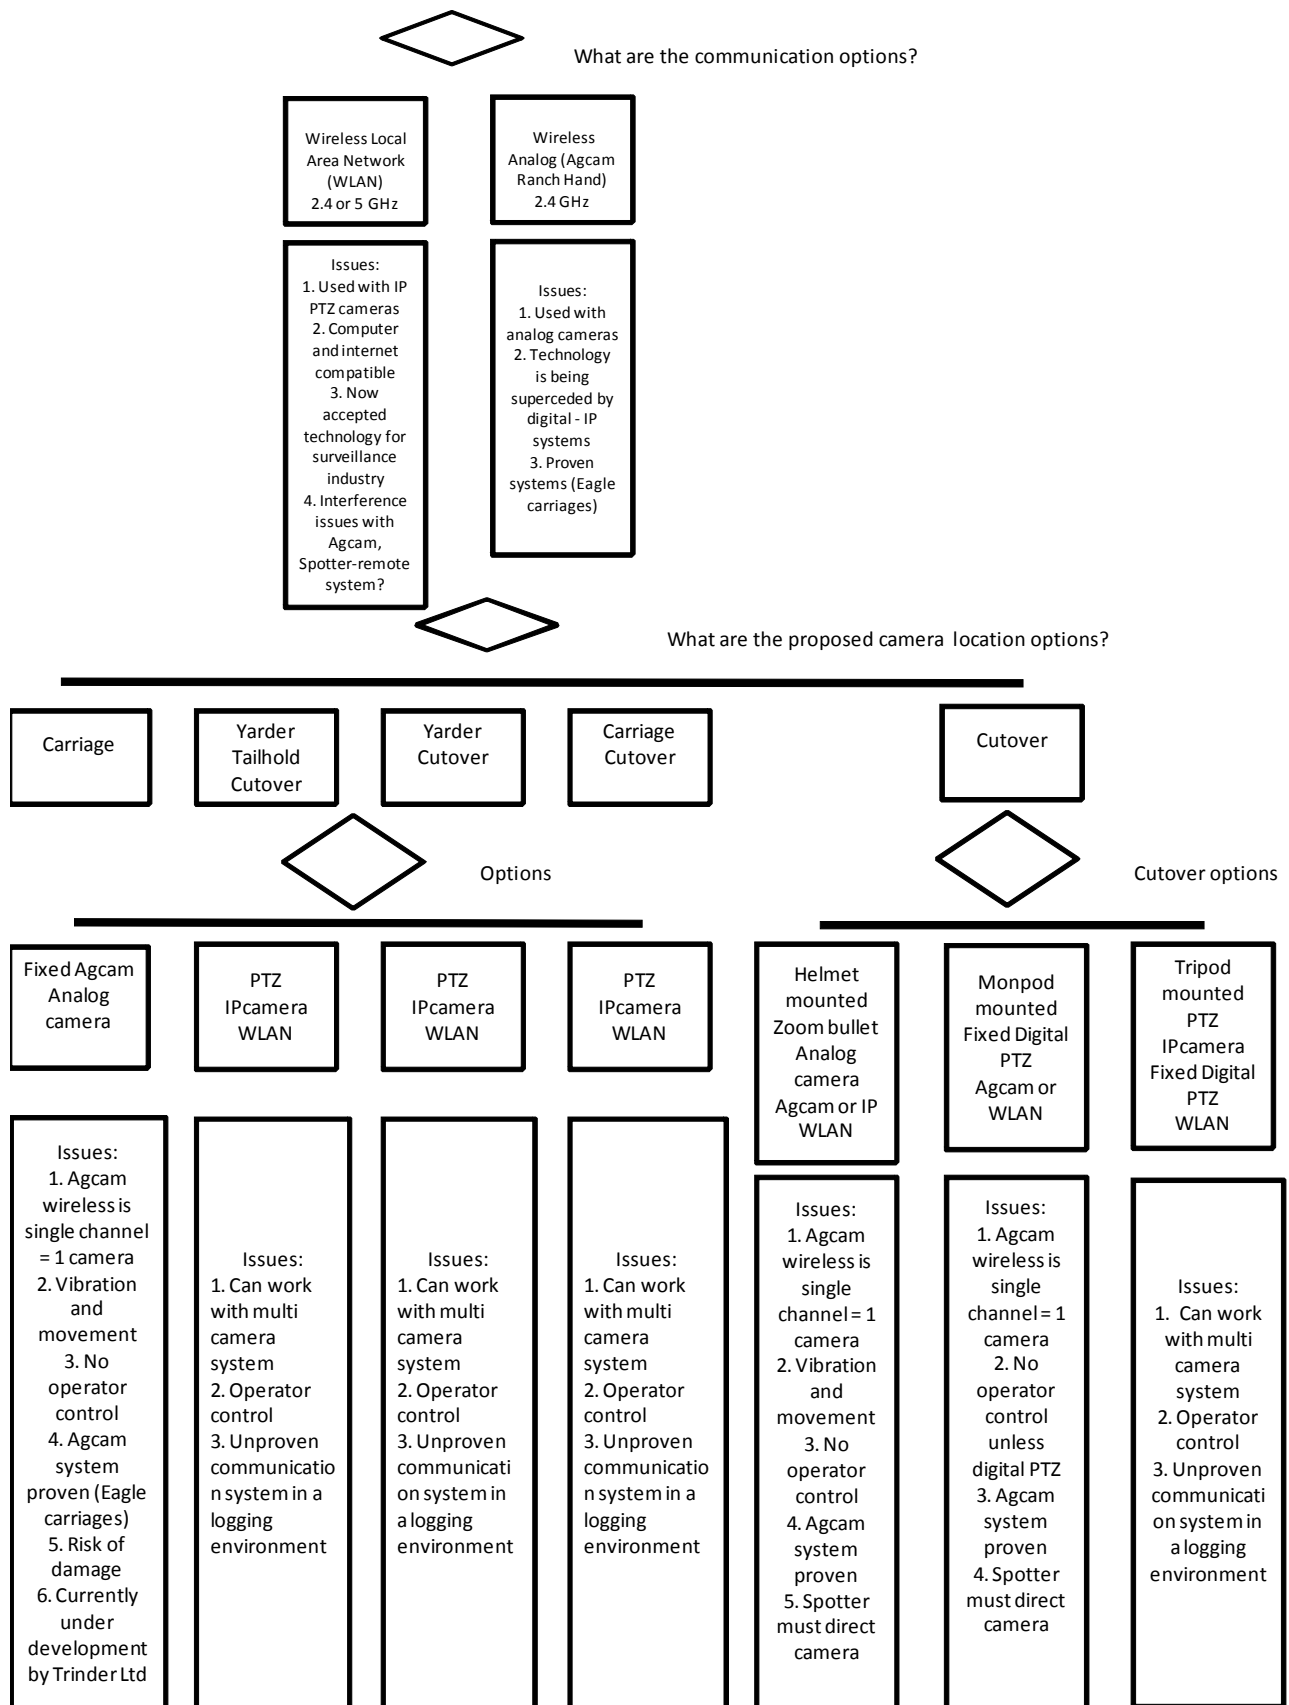 What are the communication options?
Wireless Local
Area Network
(WLAN)
2.4 or 5 GHz
Wireless
Analog (Agcam
Ranch Hand)
2.4 GHz
Issues:
1. Used with IP
PTZ cameras
2. Computer
and internet
compatible
3. Now
accepted
technology for
surveillance
industry
4. Interference
issues with
Agcam,
Spotter-remote
system?
Issues:
1. Used with
analog cameras
2. Technology
is being
superceded by
digital - IP
systems
3. Proven
systems (Eagle
carriages)
What are the proposed camera location options?
Carriage
Yarder
Tailhold
Cutover
Yarder
Cutover
Carriage
Cutover
Cutover
Options
Cutover options
Fixed Agcam
Analog
camera
PTZ
IPcamera
WLAN
PTZ
IPcamera
WLAN
PTZ
IPcamera
WLAN
Helmet
mounted
Zoom bullet
Analog
camera
Agcam or IP
WLAN
Monpod
mounted
Fixed Digital
PTZ
Agcam or
WLAN
Tripod
mounted
PTZ
IPcamera
Fixed Digital
PTZ
WLAN
Issues:
1. Agcam
wireless is
single channel
= 1 camera
2. Vibration
and
movement
3. No
operator
control
4. Agcam
system
proven (Eagle
carriages)
5. Risk of
damage
6. Currently
under
development
by Trinder Ltd
Issues:
1. Can work
with multi
camera
system
2. Operator
control
3. Unproven
communicatio
n system in a
logging
environment
Issues:
1. Can work
with multi
camera
system
2. Operator
control
3. Unproven
communicati
on system in
a logging
environment
Issues:
1. Can work
with multi
camera
system
2. Operator
control
3. Unproven
communicatio
n system in a
logging
environment
Issues:
1. Agcam
wireless is
single
channel = 1
camera
2. Vibration
and
movement
3. No
operator
control
4. Agcam
system
proven
5. Spotter
must direct
camera
Issues:
1. Agcam
wireless is
single
channel = 1
camera
2. No
operator
control
unless
digital PTZ
3. Agcam
system
proven
4. Spotter
must direct
camera
Issues:
1. Can work
with multi
camera
system
2. Operator
control
3. Unproven
communicati
on system in
a logging
environment